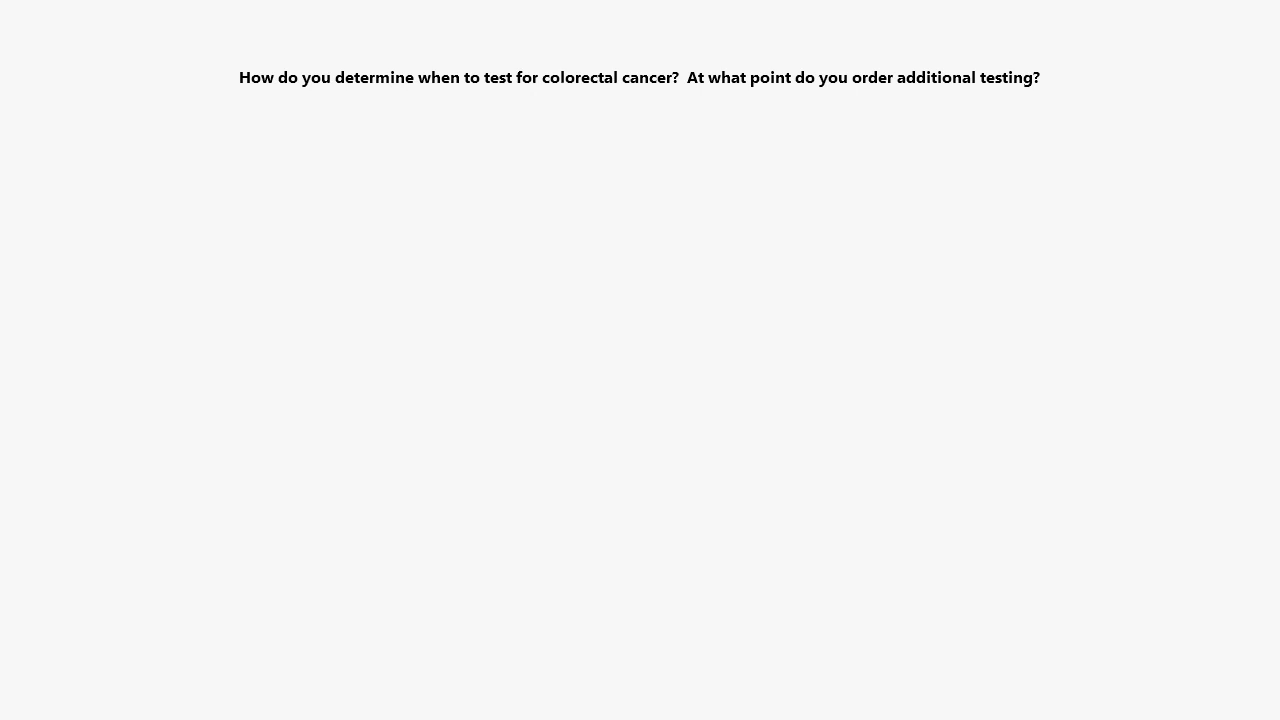 How do you determine when to test for colorectal cancer?  At what point do you order additional testing?